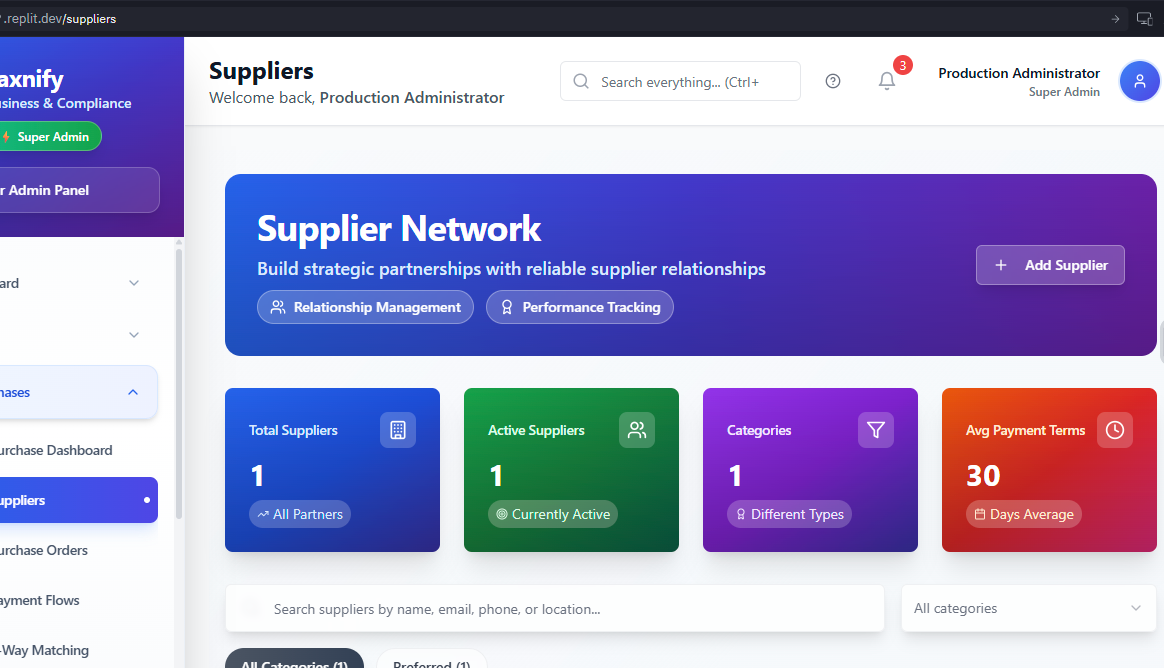 .replit.dev/suppliers
axnify
usiness & Compliance
Super Admin
r Admin Panel
ard
hases
urchase Dashboard
uppliers
urchase Orders
ayment Flows
-Way Matching
Suppliers
Welcome back, Production Administrator
Search everything... (Ctrl+
3
Production Administrator
Super Admin
Supplier Network
Build strategic partnerships with reliable supplier relationships
Relationship Management
Performance Tracking
Add Supplier
Total Suppliers
1
All Partners
Active Suppliers
1
Currently Active
Categories
1
Different Types
Avg Payment Terms
30
Days Average
Search suppliers by name, email, phone, or location...
All categories
All Categories (1)
Preferred (1)